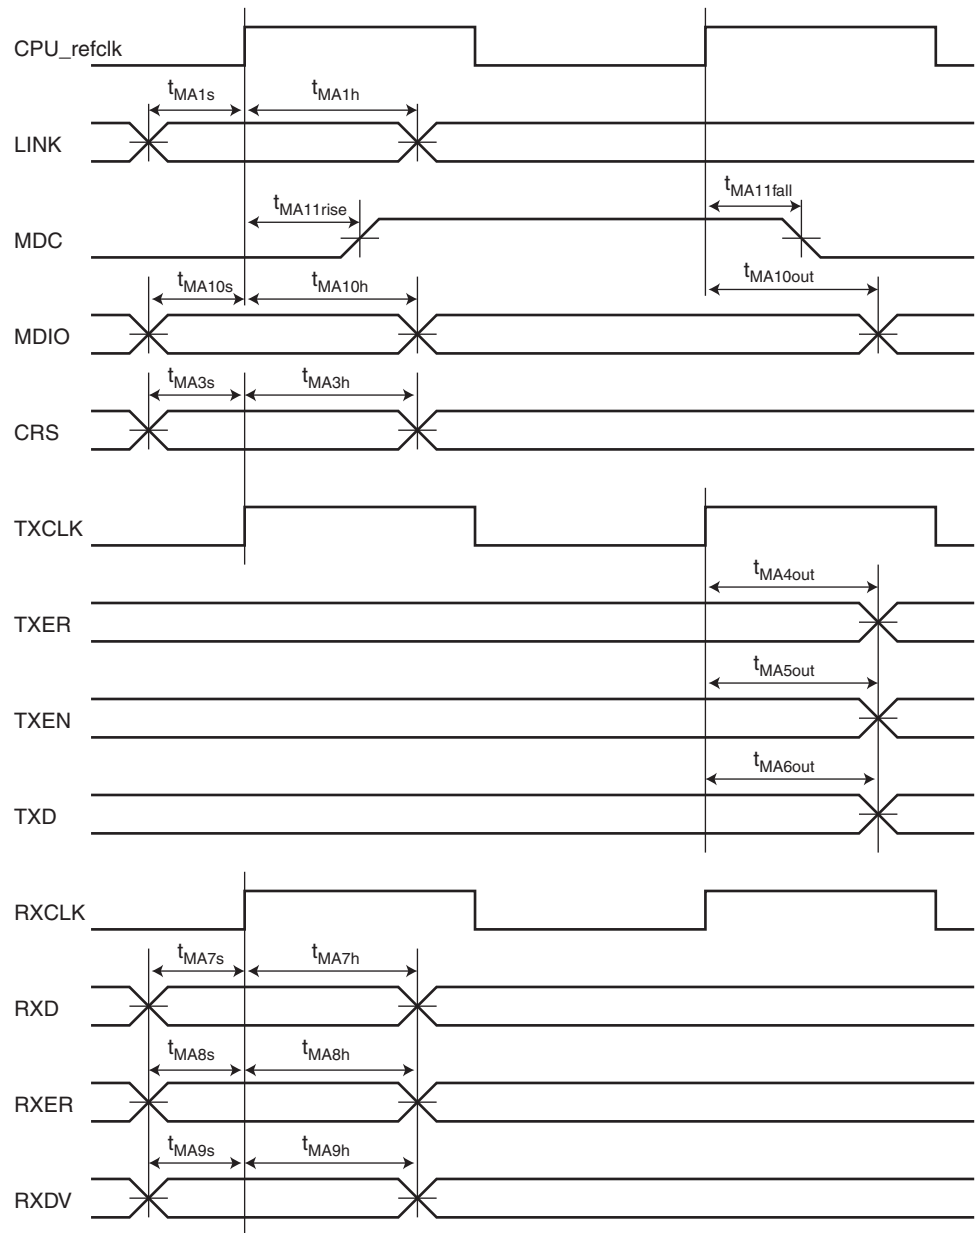 CPU_refclk
tMA1s tMA1h
LINK
tMA11rise tMA11fall
MDC
tMA10s tMA10h tMA10out
MDIO
tMA3s tMA3h
CRS
TXCLK
tMA4out
TXER
tMA5out
TXEN
tMA6out
TXD
RXCLK
tMA7s tMA7h
RXD
tMA8s tMA8h
RXER
tMA9s tMA9h
RXDV